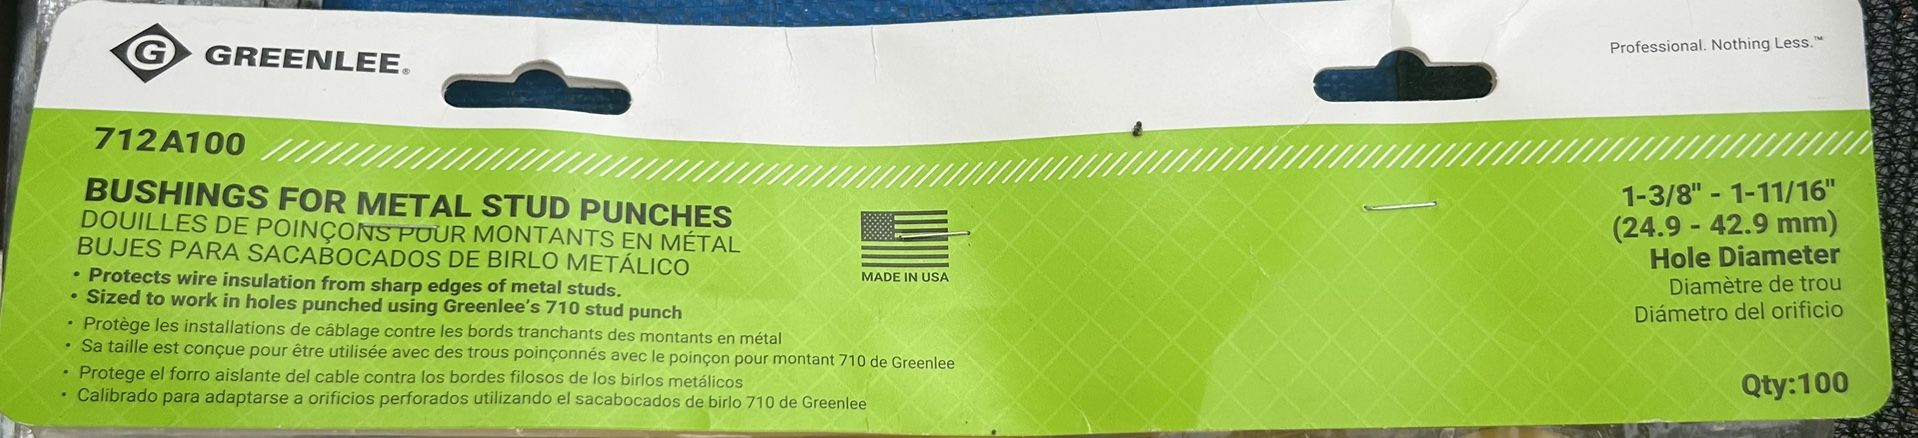 G GREENLEE®
Professional. Nothing Less.™
712A100
BUSHINGS FOR METAL STUD PUNCHES
DOUILLES DE POINÇONS POUR MONTANTS EN MÉTAL
BUJES PARA SACABOCADOS DE BIRLO METÁLICO
• Protects wire insulation from sharp edges of metal studs.
• Sized to work in holes punched using Greenlee's 710 stud punch
• Protège les installations de câblage contre les bords tranchants des montants en métal
• Sa taille est conçue pour être utilisée avec des trous poinçonnés avec le poinçon pour montant 710 de Greenlee
• Protege el forro aislante del cable contra los bordes filosos de los birlos metálicos
• Calibrado para adaptarse a orificios perforados utilizando el sacabocados de birlo 710 de Greenlee
MADE IN USA
1-3/8" - 1-11/16"
(24.9 - 42.9 mm)
Hole Diameter
Diamètre de trou
Diámetro del orificio
Qty:100